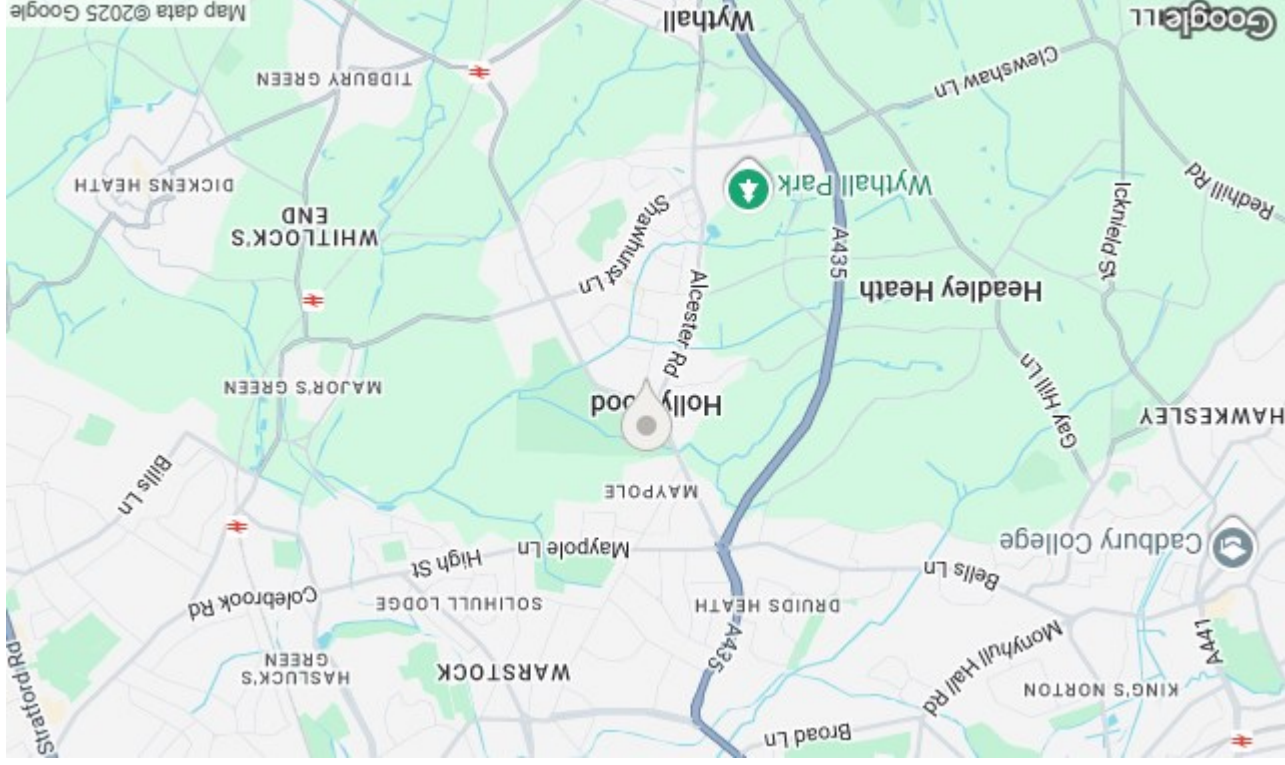 Broad Ln
KING'S NORTON
A441
Monyhull Hall Rd
A435
WARSTOCK
HASLUCK'S
GREEN
Stratford Rd
DRUIDS HEATH
SOLIHULL LODGE
Colebrook Rd
Cadbury
College
Bells Ln
Maypole Ln
High St
MAYPOLE
Bills Ln
HAWKESLEY
Gay Hill Ln
Hollywood
MAJOR'S GREEN
Headley Heath
Alcester Rd
Shawhurst Ln
A435
WHITLOCK'S
END
Icknield St
Redhill Rd
Wythall Park
DICKENS HEATH
Clewshaw Ln
TIDBURY GREEN
Wythall
Google
Map data ©2025 Google